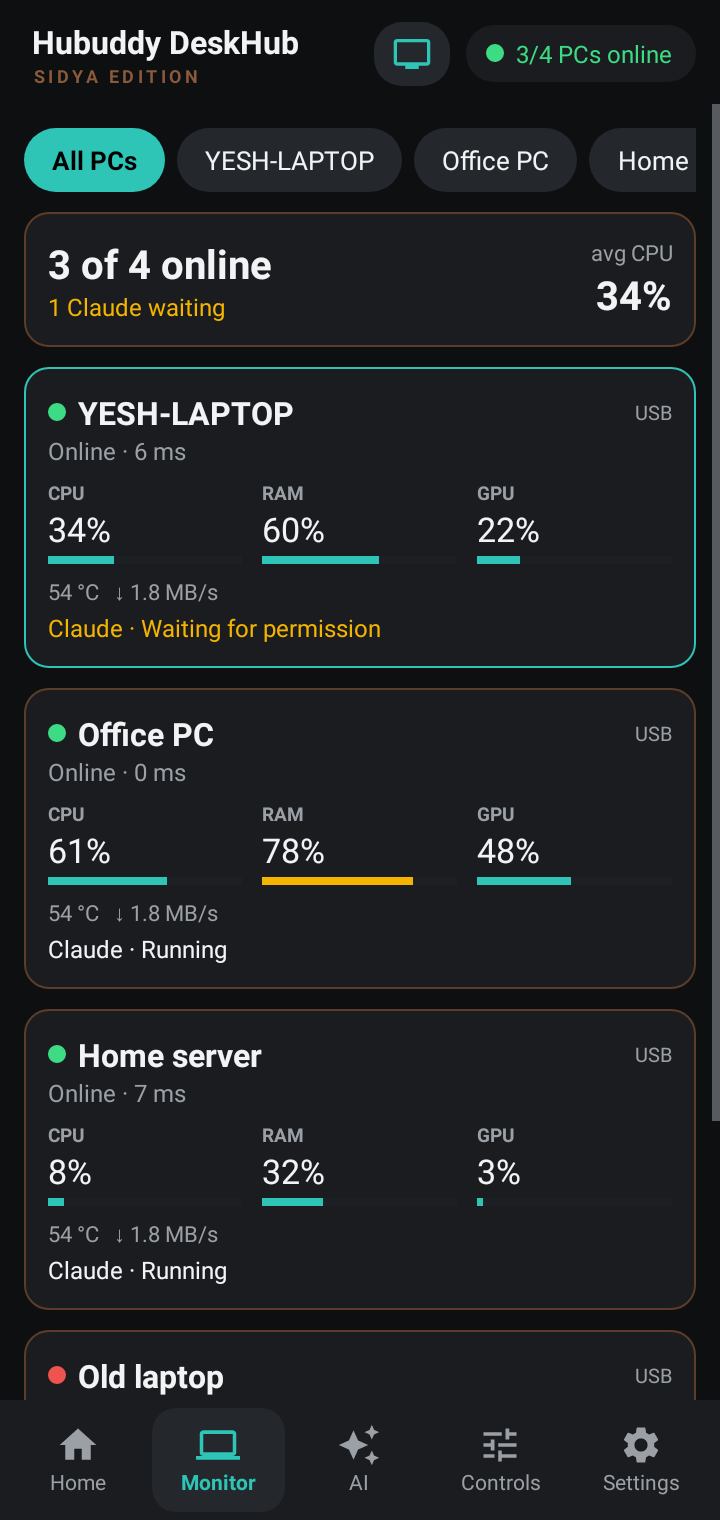 Hubuddy DeskHub
SIDYA EDITION
3/4 PCs online
All PCs
YESH-LAPTOP
Office PC
Home
3 of 4 online
1 Claude waiting
avg CPU
34%
YESH-LAPTOP
USB
Online · 6 ms
CPU RAM GPU
34% 60% 22%
54 °C ↓ 1.8 MB/s
Claude · Waiting for permission
Office PC
USB
Online · 0 ms
CPU RAM GPU
61% 78% 48%
54 °C ↓ 1.8 MB/s
Claude · Running
Home server
USB
Online · 7 ms
CPU RAM GPU
8% 32% 3%
54 °C ↓ 1.8 MB/s
Claude · Running
Old laptop
USB
Home
Monitor
AI
Controls
Settings